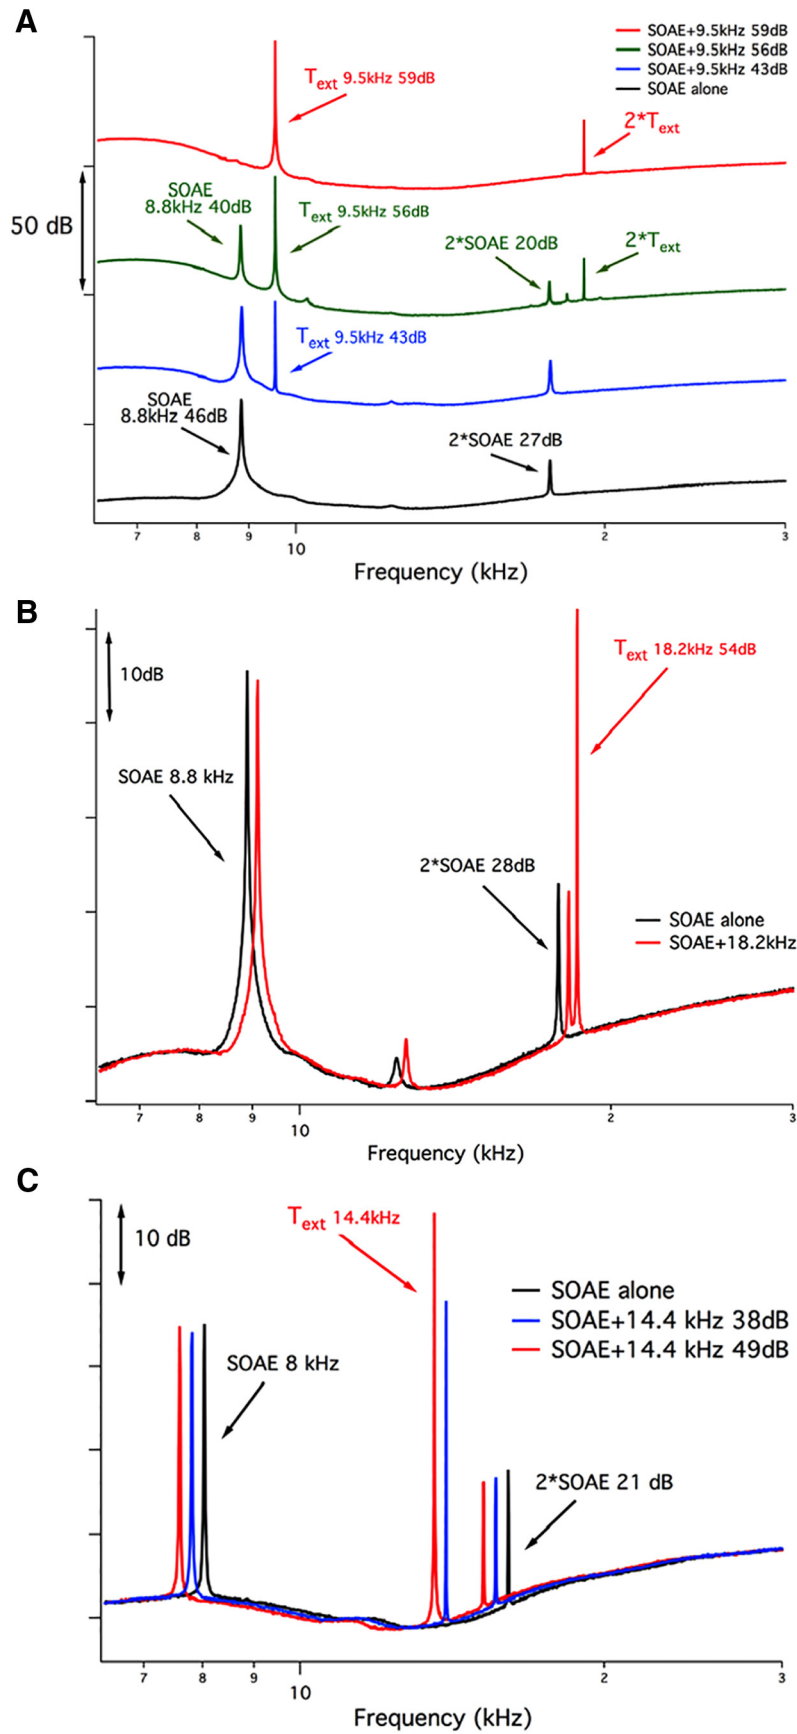 A
SOAE+9.5kHz 59dB
SOAE+9.5kHz 56dB
SOAE+9.5kHz 43dB
SOAE alone
Text 9.5kHz 59dB
2*Text
50 dB
SOAE
8.8kHz 40dB
Text 9.5kHz 56dB
2*SOAE 20dB
2*Text
Text 9.5kHz 43dB
SOAE
8.8kHz 46dB
2*SOAE 27dB
7 8 9 10 2 3
Frequency (kHz)
B
10dB
Text 18.2kHz 54dB
SOAE 8.8 kHz
2*SOAE 28dB
SOAE alone
SOAE+18.2kHz
7 8 9 10 2 3
Frequency (kHz)
C
10 dB
Text 14.4kHz
SOAE alone
SOAE+14.4 kHz 38dB
SOAE+14.4 kHz 49dB
SOAE 8 kHz
2*SOAE 21 dB
7 8 9 10 2 3
Frequency (kHz)